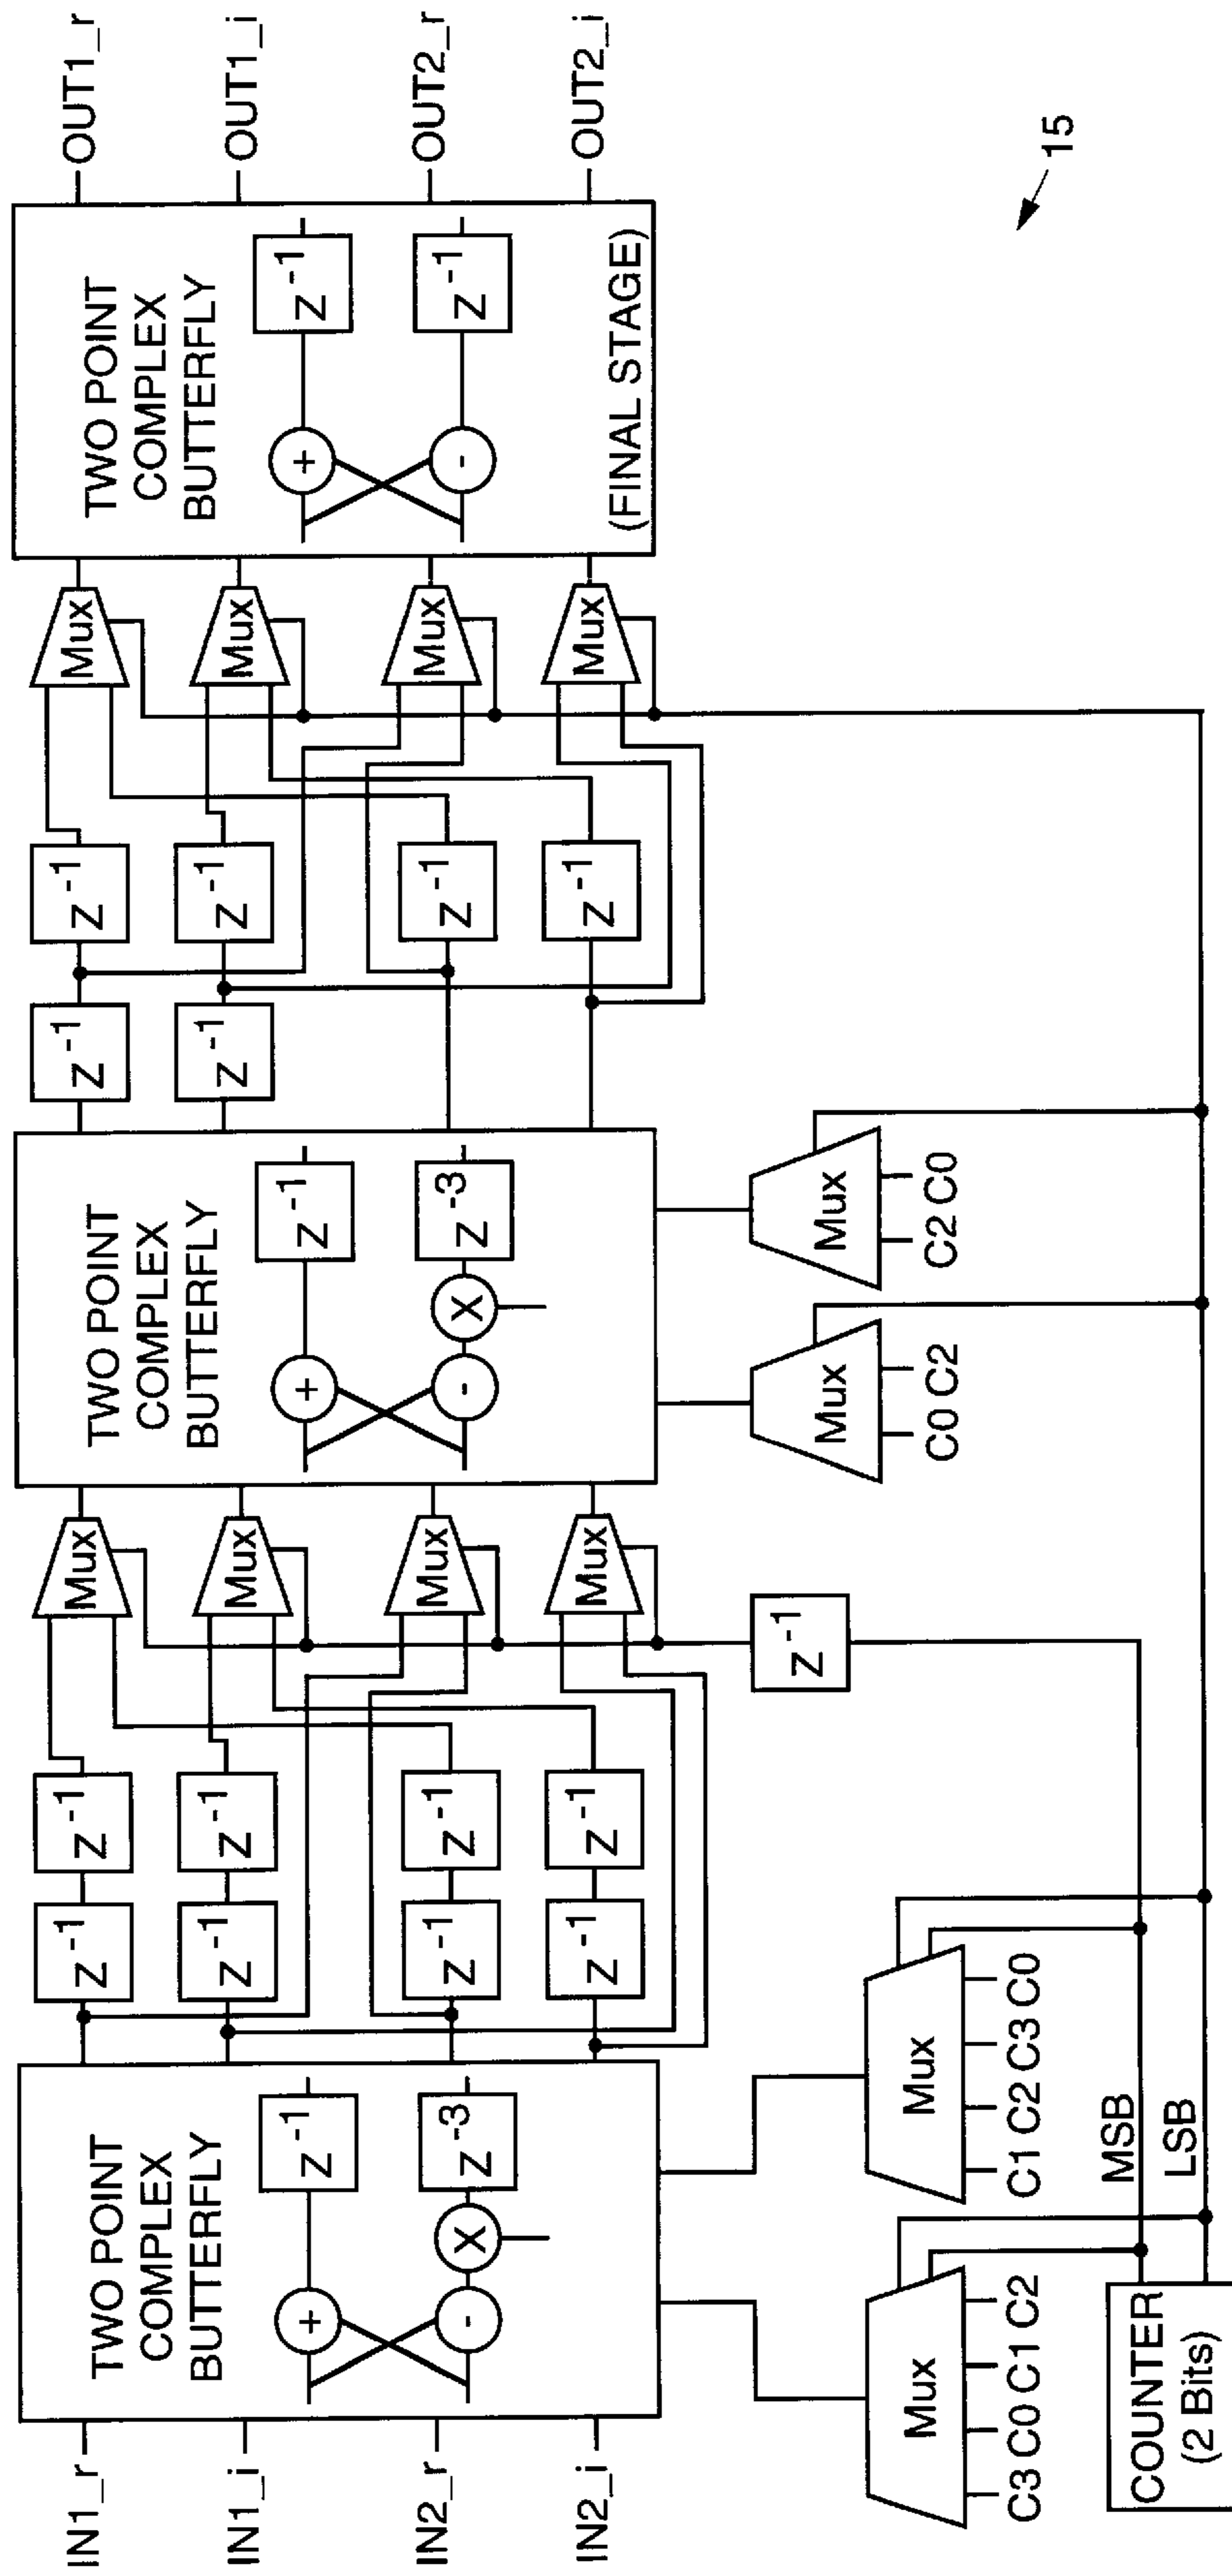 IN1_r
IN1_i
IN2_r
IN2_i
TWO POINT
COMPLEX
BUTTERFLY
+
-
X
z-1
z-3
z-1
z-1
z-1
z-1
z-1
z-1
z-1
z-1
Mux
Mux
Mux
Mux
z-1
Mux
C3 C0 C1 C2
Mux
C1 C2 C3 C0
COUNTER
(2 Bits)
MSB
LSB
TWO POINT
COMPLEX
BUTTERFLY
+
-
X
z-1
z-3
Mux
C0 C2
Mux
C2 C0
z-1
z-1
z-1
z-1
z-1
z-1
Mux
Mux
Mux
Mux
TWO POINT
COMPLEX
BUTTERFLY
+
-
z-1
z-1
(FINAL STAGE)
OUT1_r
OUT1_i
OUT2_r
OUT2_i
15